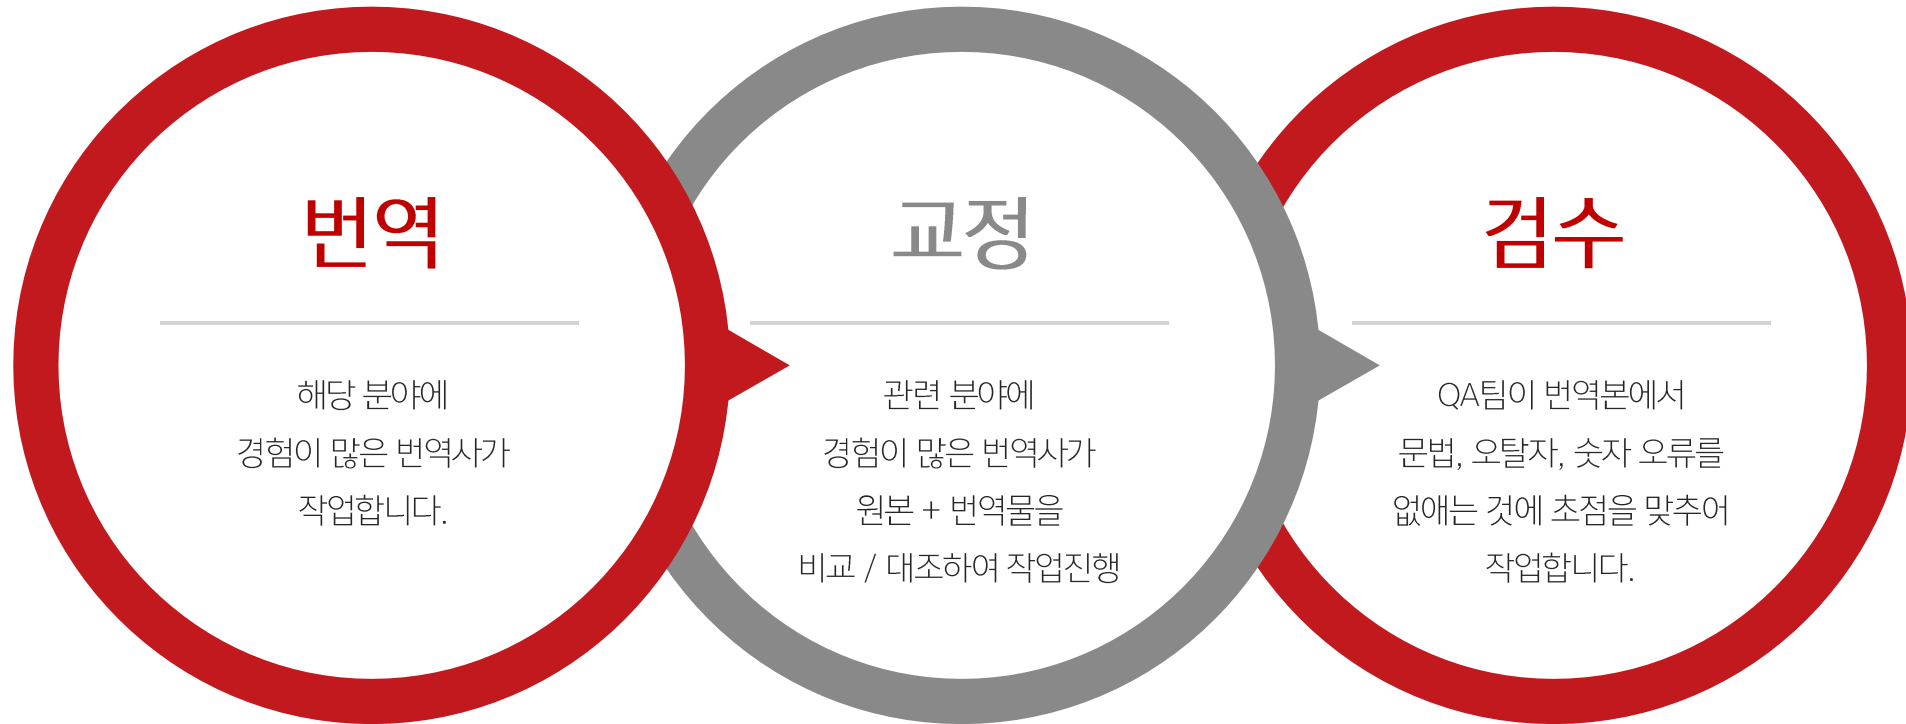 번역
해당 분야에
경험이 많은 번역사가
작업합니다.
교정
관련 분야에
경험이 많은 번역사가
원본 + 번역물을
비교 / 대조하여 작업진행
검수
QA팀이 번역본에서
문법, 오탈자, 숫자 오류를
없애는 것에 초점을 맞추어
작업합니다.